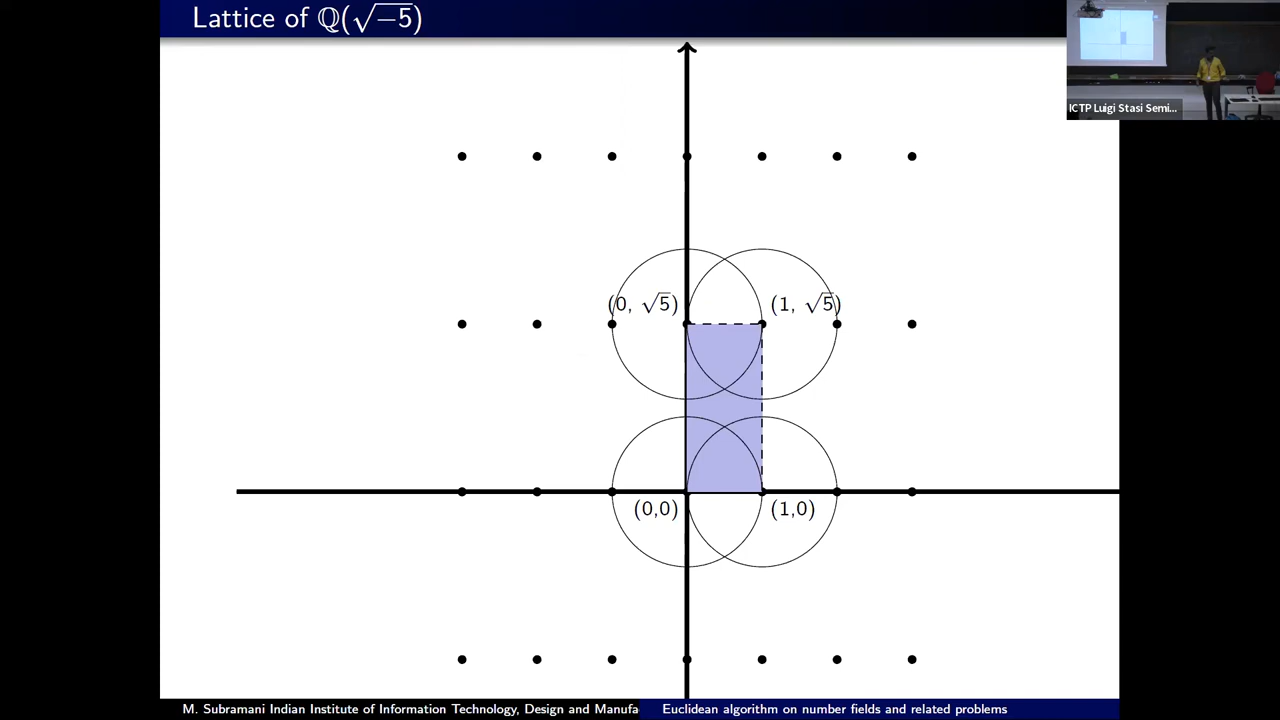 Lattice of ℚ(√−5)
ICTP Luigi Stasi Semi...
(0, √5)
(1, √5)
(0,0)
(1,0)
M. Subramani Indian Institute of Information Technology, Design and Manufa
Euclidean algorithm on number fields and related problems